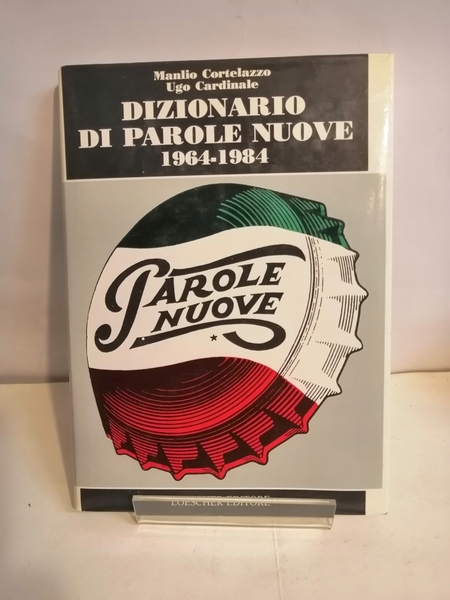 Manlio Cortelazzo
Ugo Cardinale
DIZIONARIO
DI PAROLE NUOVE
1964-1984
PAROLE
NUOVE
LOESCHER EDITORE